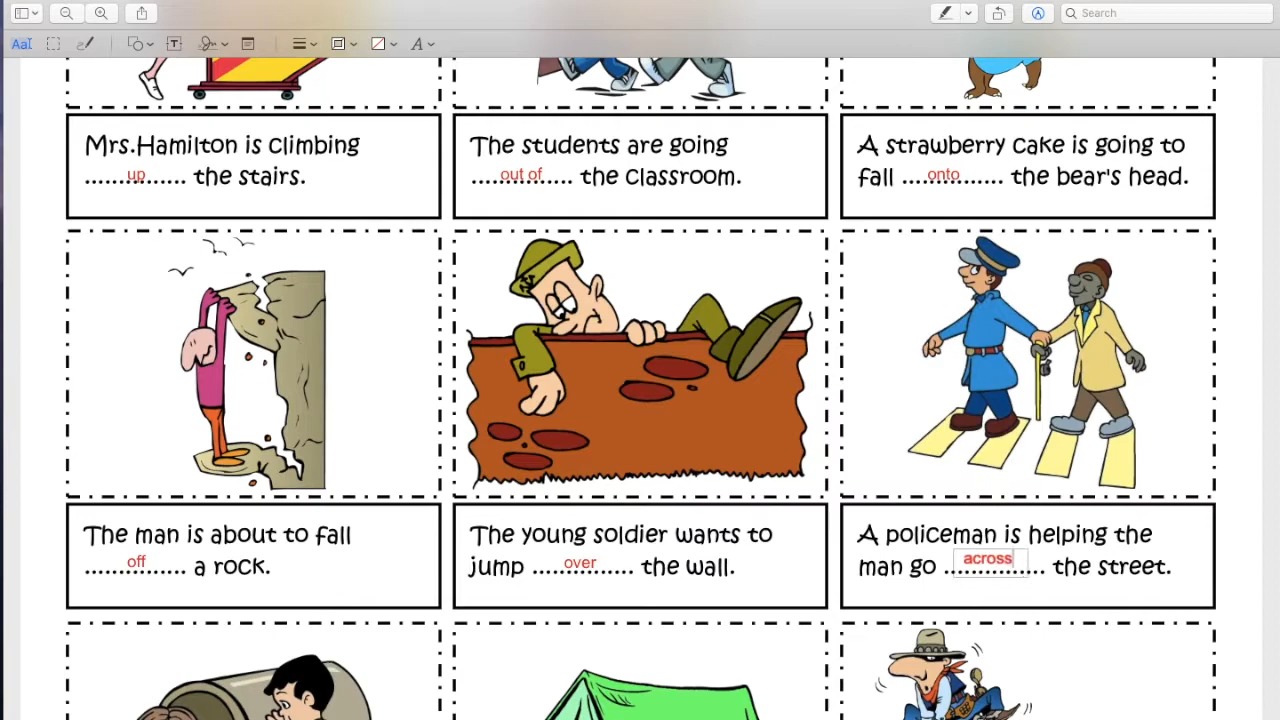 Search
AaI
T
A
Mrs.Hamilton is climbing
.........up......... the stairs.
The students are going
......out of...... the classroom.
A strawberry cake is going to
fall ......onto...... the bear's head.
The man is about to fall
.........off......... a rock.
The young soldier wants to
jump ......over...... the wall.
A policeman is helping the
man go ......across...... the street.